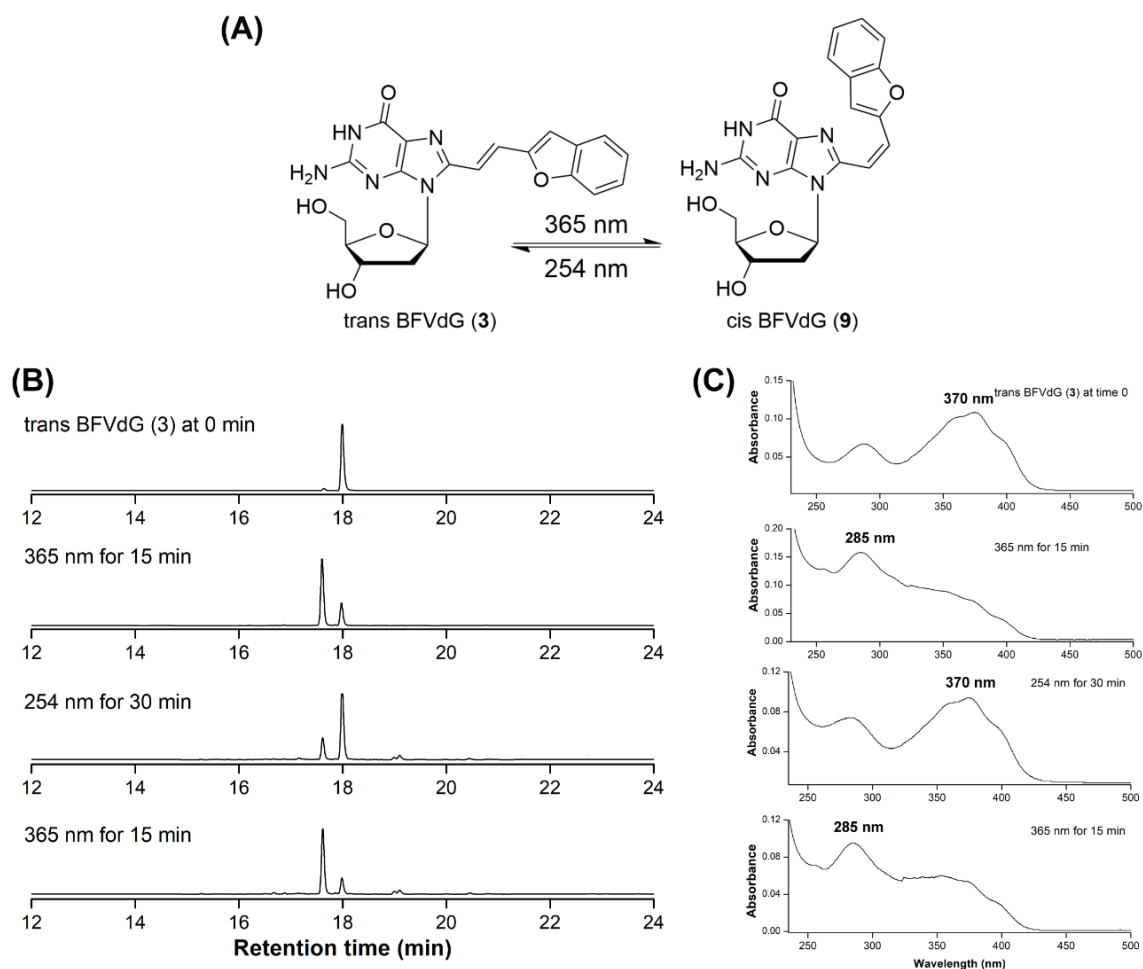 (A)
O
HN
N
H2N
N
N
O
HO
O
HO
trans BFVdG (3)
365 nm
254 nm
O
O
HN
N
H2N
N
N
HO
O
HO
cis BFVdG (9)
(B)
trans BFVdG (3) at 0 min
12 14 16 18 20 22 24
365 nm for 15 min
12 14 16 18 20 22 24
254 nm for 30 min
12 14 16 18 20 22 24
365 nm for 15 min
12 14 16 18 20 22 24
Retention time (min)
(C)
0.15
0.10
0.05
0.00
Absorbance
370 nm
trans BFVdG (3) at time 0
250 300 350 400 450 500
0.20
0.15
0.10
0.05
0.00
Absorbance
285 nm
365 nm for 15 min
250 300 350 400 450 500
0.12
0.08
0.04
Absorbance
370 nm
254 nm for 30 min
250 300 350 400 450 500
0.12
0.08
0.04
0.00
Absorbance
285 nm
365 nm for 15 min
250 300 350 400 450 500
Wavelength (nm)